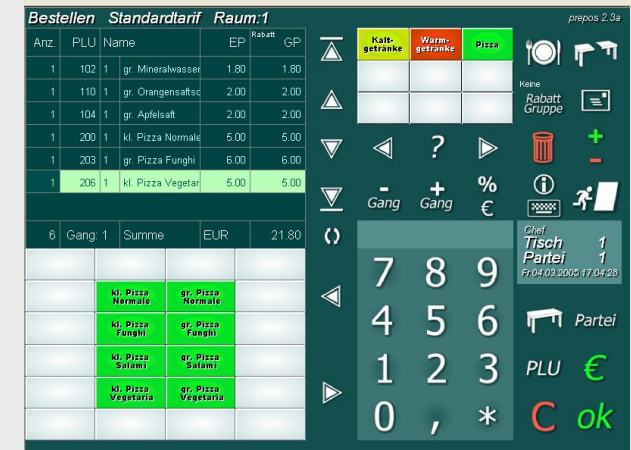 Bestellen Standardtarif Raum:1
prepos 2.3a
Anz. PLU Name EP Rabatt GP
1 102 1 gr. Mineralwasser 1.80 1.80
1 110 1 gr. Orangensaftsc 2.00 2.00
1 104 1 gr. Apfelsaft 2.00 2.00
1 200 1 kl. Pizza Normale 5.00 5.00
1 203 1 gr. Pizza Funghi 6.00 6.00
1 206 1 kl. Pizza Vegetar 5.00 5.00
6 Gang: 1 Summe EUR 21.80
Kalt-
getränke
Warm-
getränke
Pizza
Keine
Rabatt
Gruppe
?
+
-
-
Gang
+
Gang
%
€
Chef
Tisch 1
Partei 1
Fr 04.03.2005 17:04:28
kl. Pizza
Normale
gr. Pizza
Normale
kl. Pizza
Funghi
gr. Pizza
Funghi
kl. Pizza
Salami
gr. Pizza
Salami
kl. Pizza
Vegetaria
gr. Pizza
Vegetaria
7 8 9
4 5 6
1 2 3
0 , *
Partei
PLU €
C ok